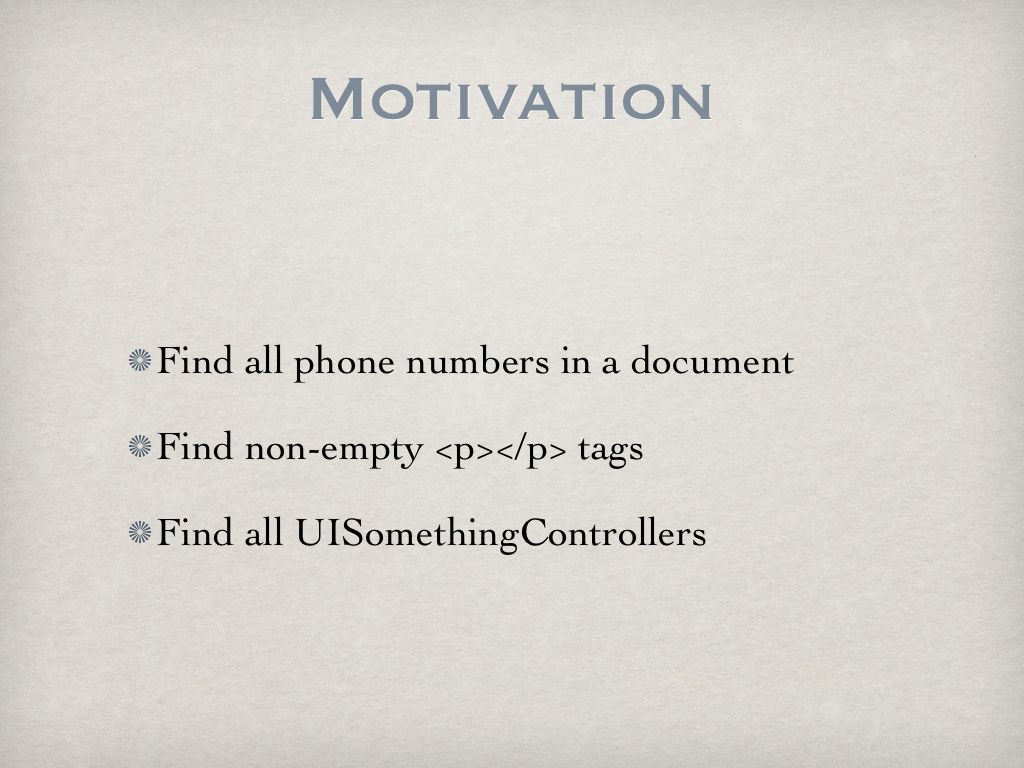 MOTIVATION
Find all phone numbers in a document
Find non-empty <p></p> tags
Find all UISomethingControllers